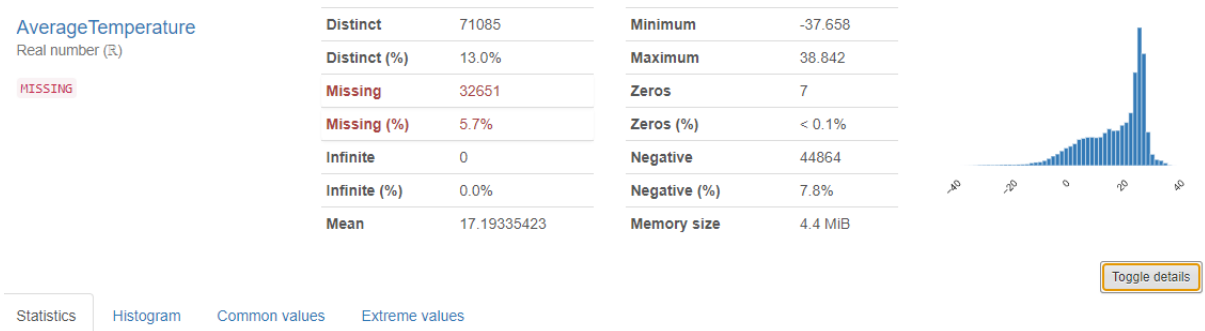 AverageTemperature
Real number (ℝ)
MISSING
Distinct 71085
Distinct (%) 13.0%
Missing 32651
Missing (%) 5.7%
Infinite 0
Infinite (%) 0.0%
Mean 17.19335423
Minimum -37.658
Maximum 38.842
Zeros 7
Zeros (%) < 0.1%
Negative 44864
Negative (%) 7.8%
Memory size 4.4 MiB
-40 -20 0 20 40
Toggle details
Statistics Histogram Common values Extreme values